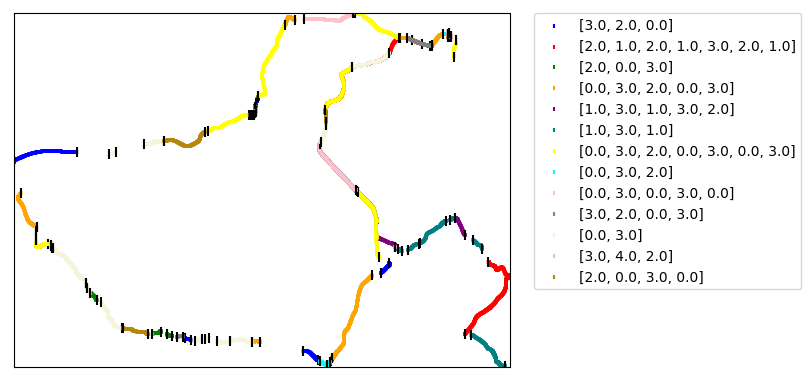 [3.0, 2.0, 0.0]
[2.0, 1.0, 2.0, 1.0, 3.0, 2.0, 1.0]
[2.0, 0.0, 3.0]
[0.0, 3.0, 2.0, 0.0, 3.0]
[1.0, 3.0, 1.0, 3.0, 2.0]
[1.0, 3.0, 1.0]
[0.0, 3.0, 2.0, 0.0, 3.0, 0.0, 3.0]
[0.0, 3.0, 2.0]
[0.0, 3.0, 0.0, 3.0, 0.0]
[3.0, 2.0, 0.0, 3.0]
[0.0, 3.0]
[3.0, 4.0, 2.0]
[2.0, 0.0, 3.0, 0.0]